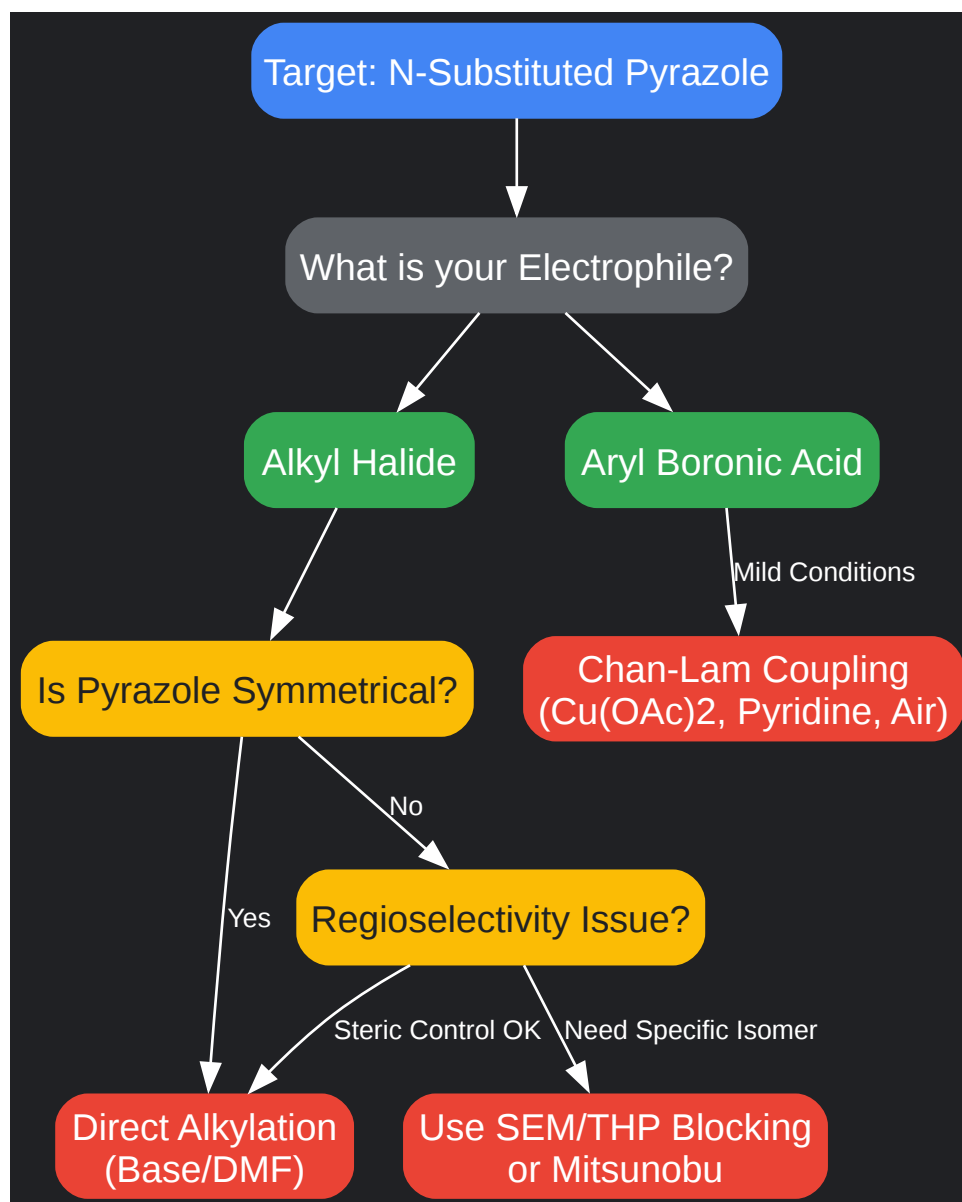 Target: N-Substituted Pyrazole
What is your Electrophile?
Alkyl Halide
Aryl Boronic Acid
Mild Conditions
Is Pyrazole Symmetrical?
Chan-Lam Coupling
(Cu(OAc)2, Pyridine, Air)
No
Yes
Regioselectivity Issue?
Steric Control OK
Need Specific Isomer
Direct Alkylation
(Base/DMF)
Use SEM/THP Blocking
or Mitsunobu